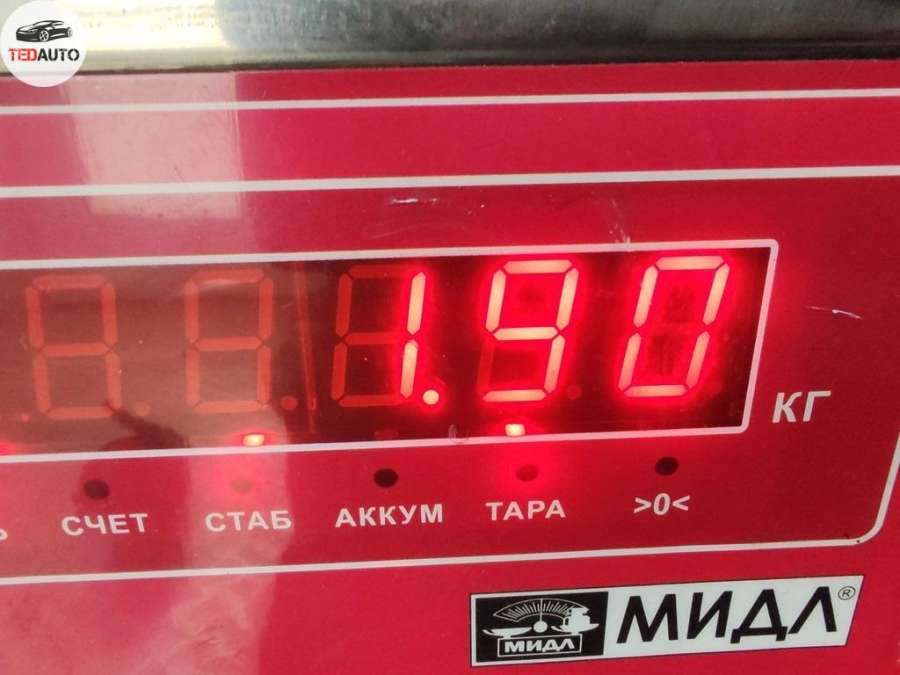 TEDAUTO
1.90
КГ
СЧЕТ СТАБ АККУМ ТАРА >0<
МИДЛ МИДЛ®